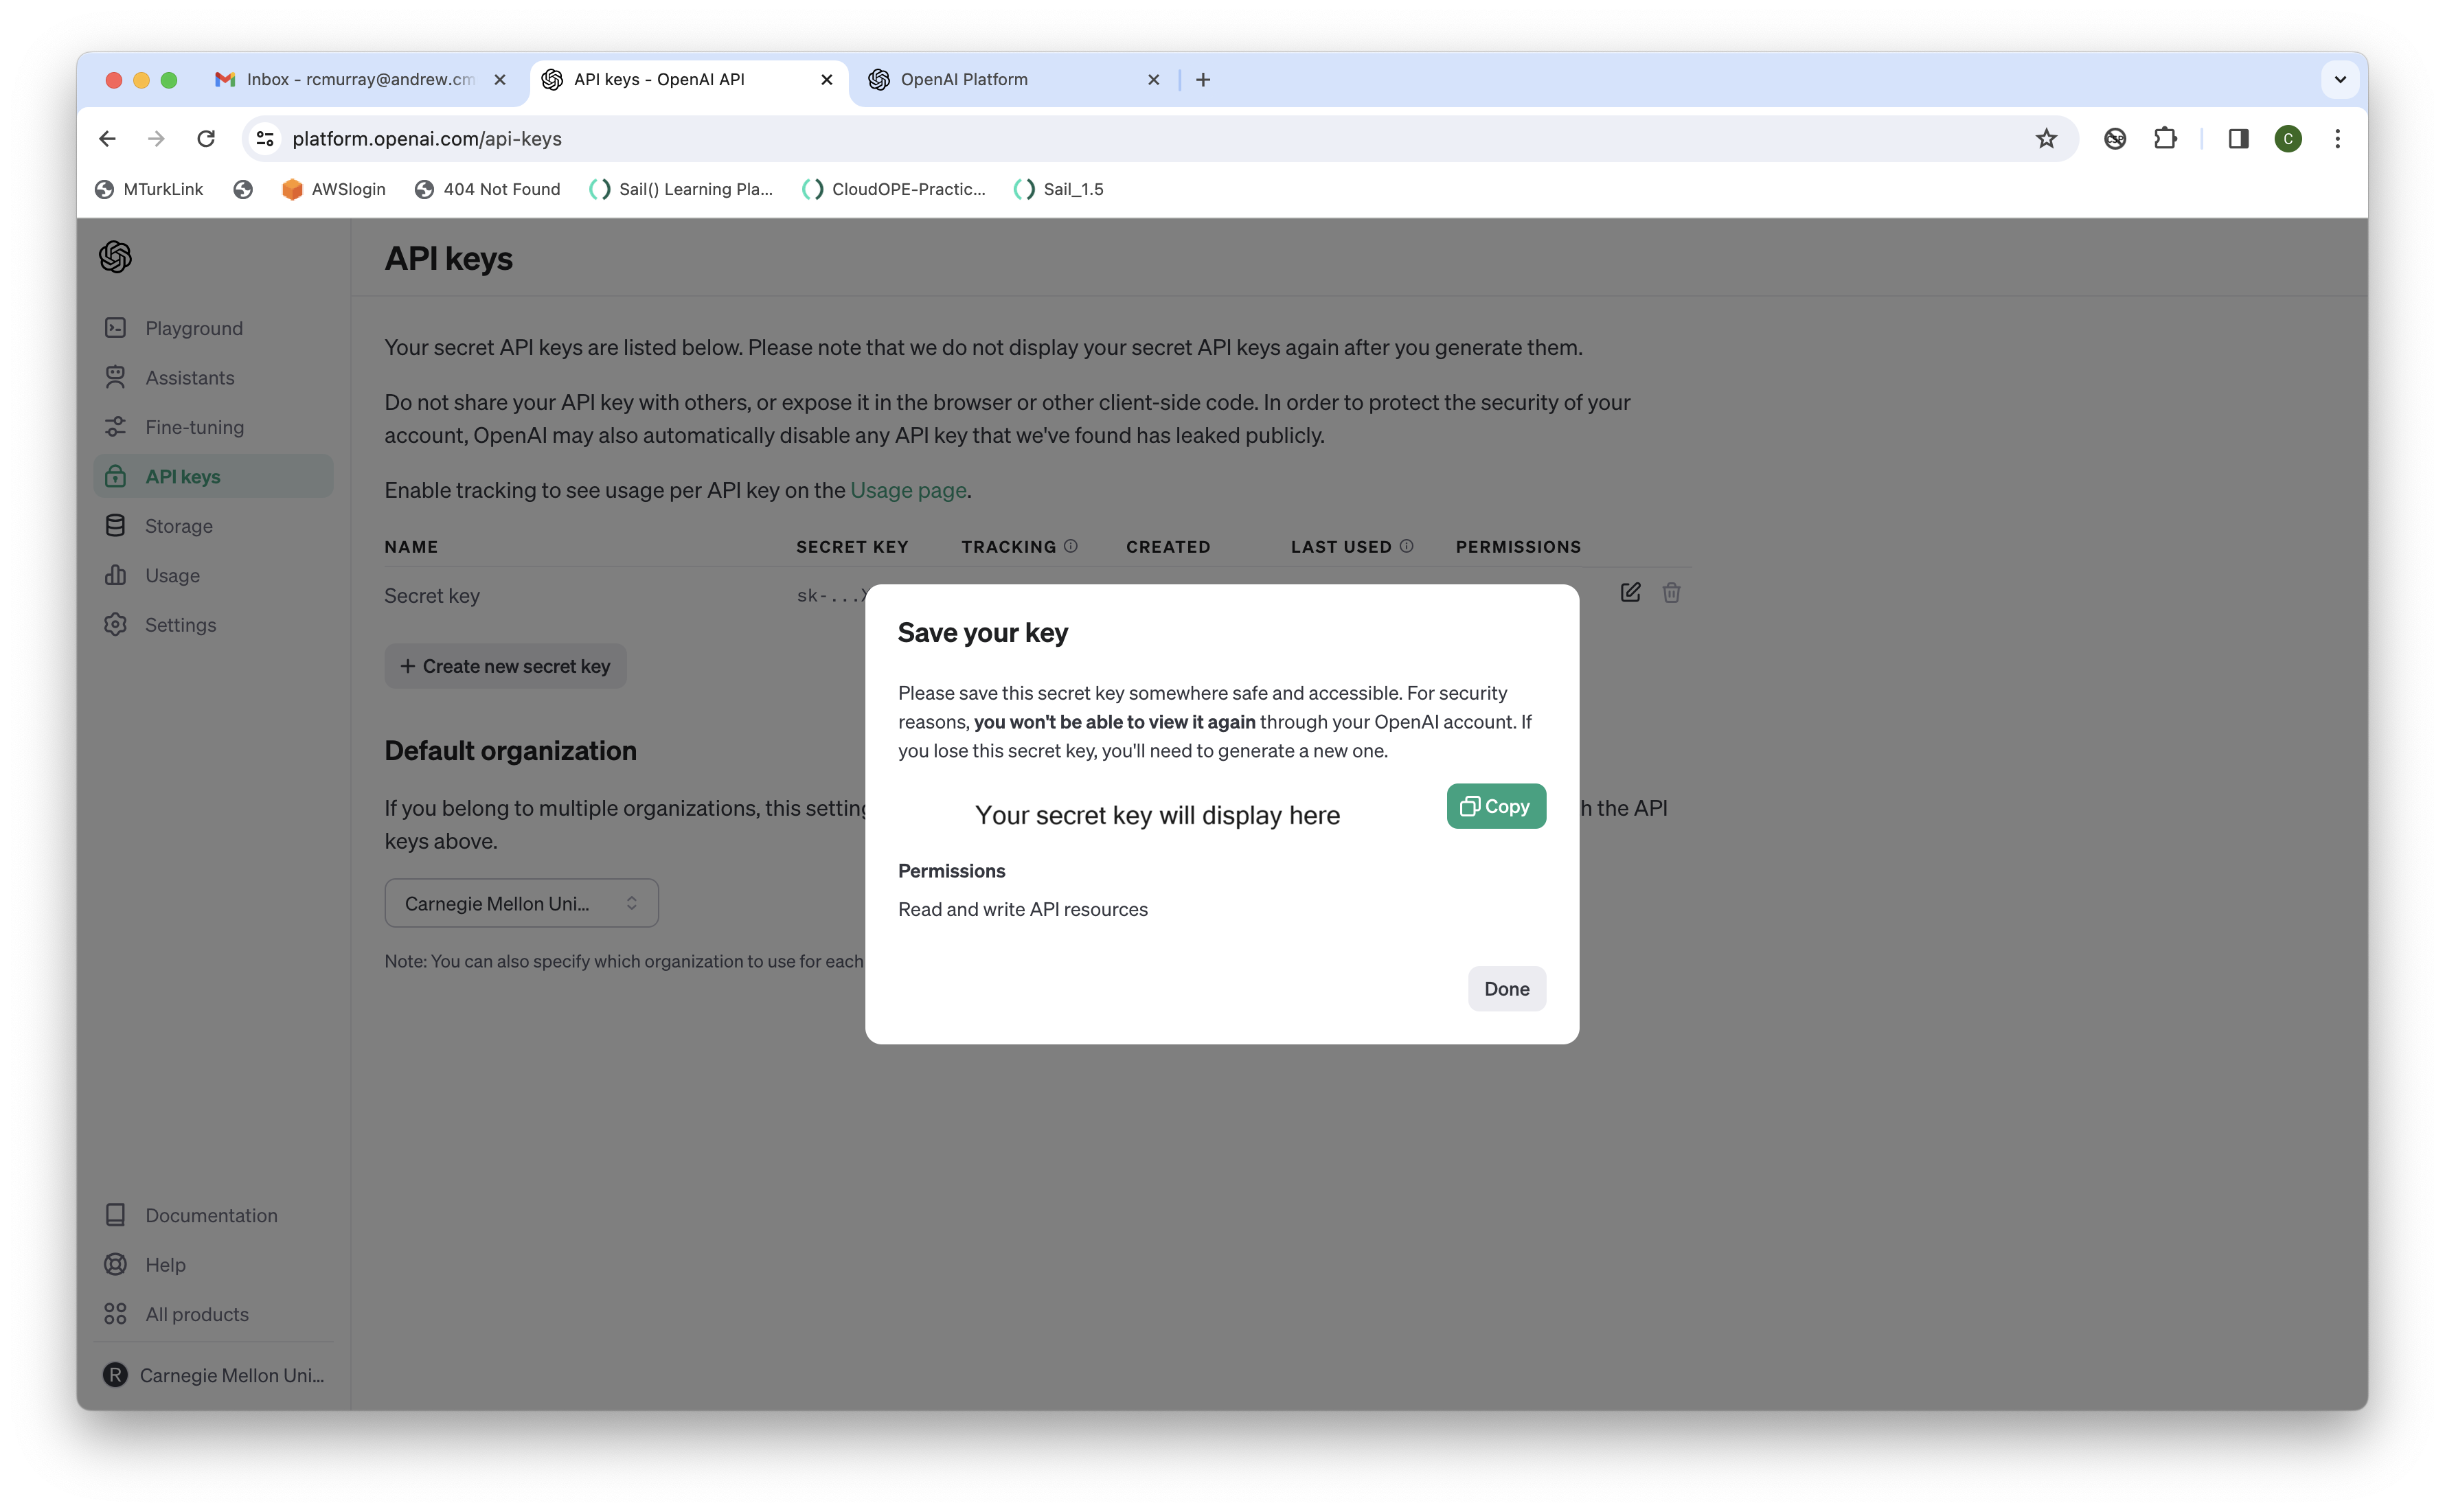 Inbox - rcmurray@andrew.cm
API keys - OpenAI API
OpenAI Platform
platform.openai.com/api-keys
C
MTurkLink
AWSlogin
404 Not Found
Sail() Learning Pla...
CloudOPE-Practic...
Sail_1.5
API keys
Playground
Assistants
Fine-tuning
API keys
Storage
Usage
Settings
Your secret API keys are listed below. Please note that we do not display your secret API keys again after you generate them.
Do not share your API key with others, or expose it in the browser or other client-side code. In order to protect the security of your
account, OpenAI may also automatically disable any API key that we've found has leaked publicly.
Enable tracking to see usage per API key on the Usage page.
NAME SECRET KEY TRACKING CREATED LAST USED PERMISSIONS
Secret key sk-...
+ Create new secret key
Default organization
If you belong to multiple organizations, this setting h the API
keys above.
Carnegie Mellon Uni...
Note: You can also specify which organization to use for each
Save your key
Please save this secret key somewhere safe and accessible. For security
reasons, you won't be able to view it again through your OpenAI account. If
you lose this secret key, you'll need to generate a new one.
Your secret key will display here
Copy
Permissions
Read and write API resources
Done
Documentation
Help
All products
R Carnegie Mellon Uni...